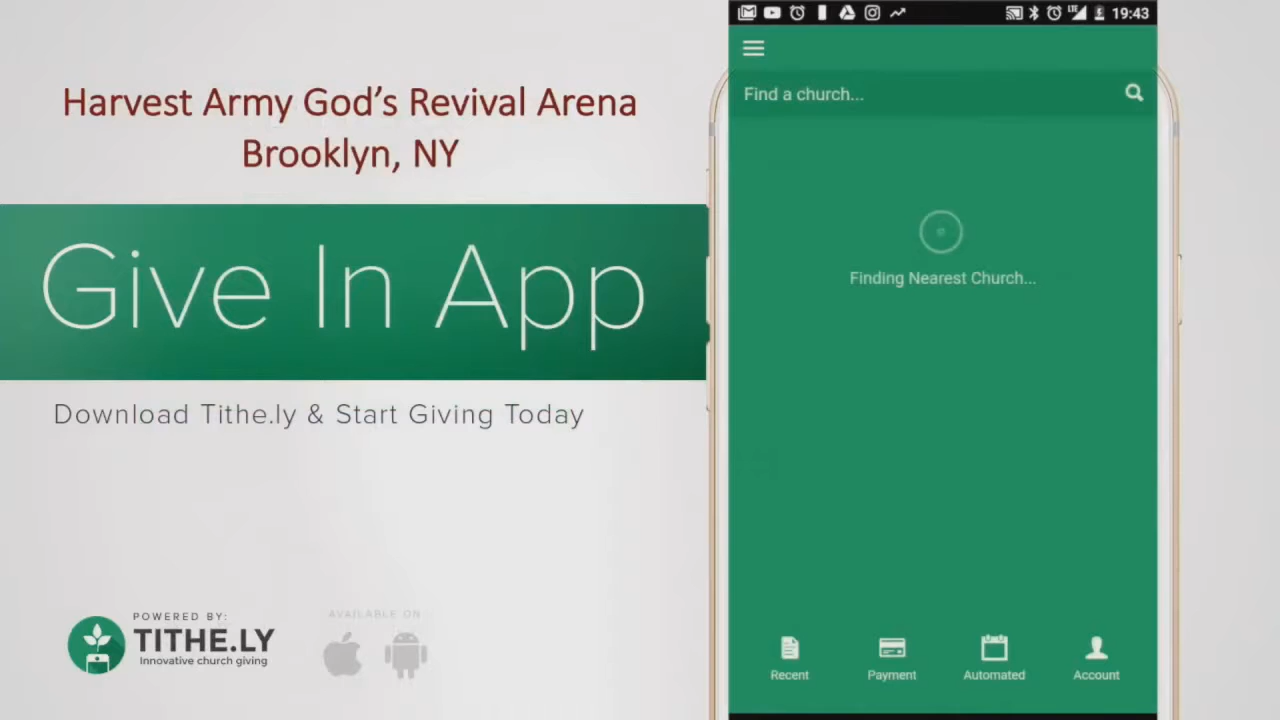 Harvest Army God's Revival Arena
Brooklyn, NY
Give In App
Download Tithe.ly & Start Giving Today
POWERED BY:
TITHE.LY
Innovative church giving
AVAILABLE ON
LTE
19:43
Find a church...
Finding Nearest Church...
Recent
Payment
Automated
Account